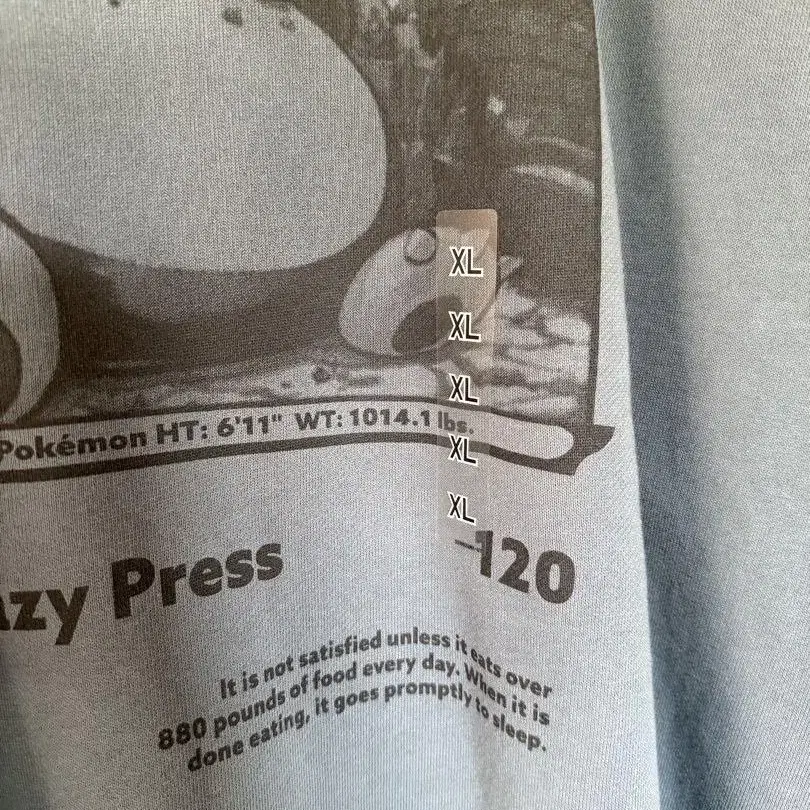 XL
XL
XL
Pokémon HT: 6'11" WT: 1014.1 lbs.
XL
XL
Press 120
It is not satisfied unless it eats over
880 pounds of food every day. When it is
done eating, it goes promptly to sleep.